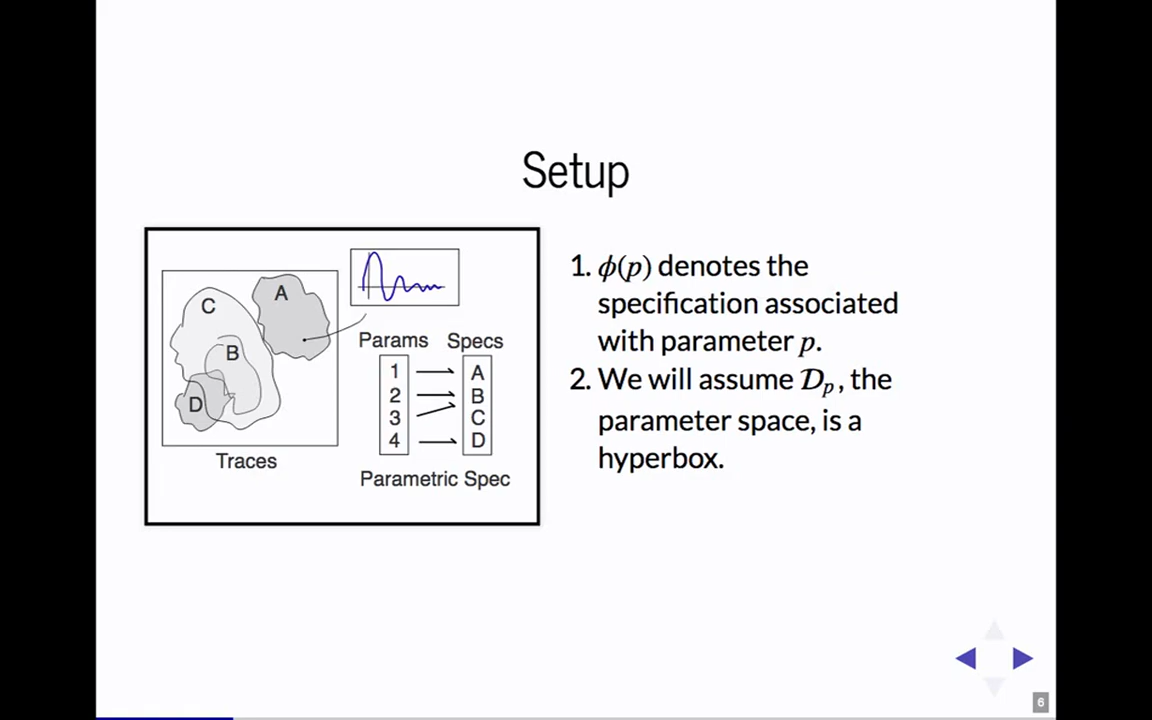 Setup
C
A
B
D
Traces
Params Specs
1 A
2 B
3 C
4 D
Parametric Spec
1. ϕ(p) denotes the
specification associated
with parameter p.
2. We will assume 𝒟ₚ, the
parameter space, is a
hyperbox.
6